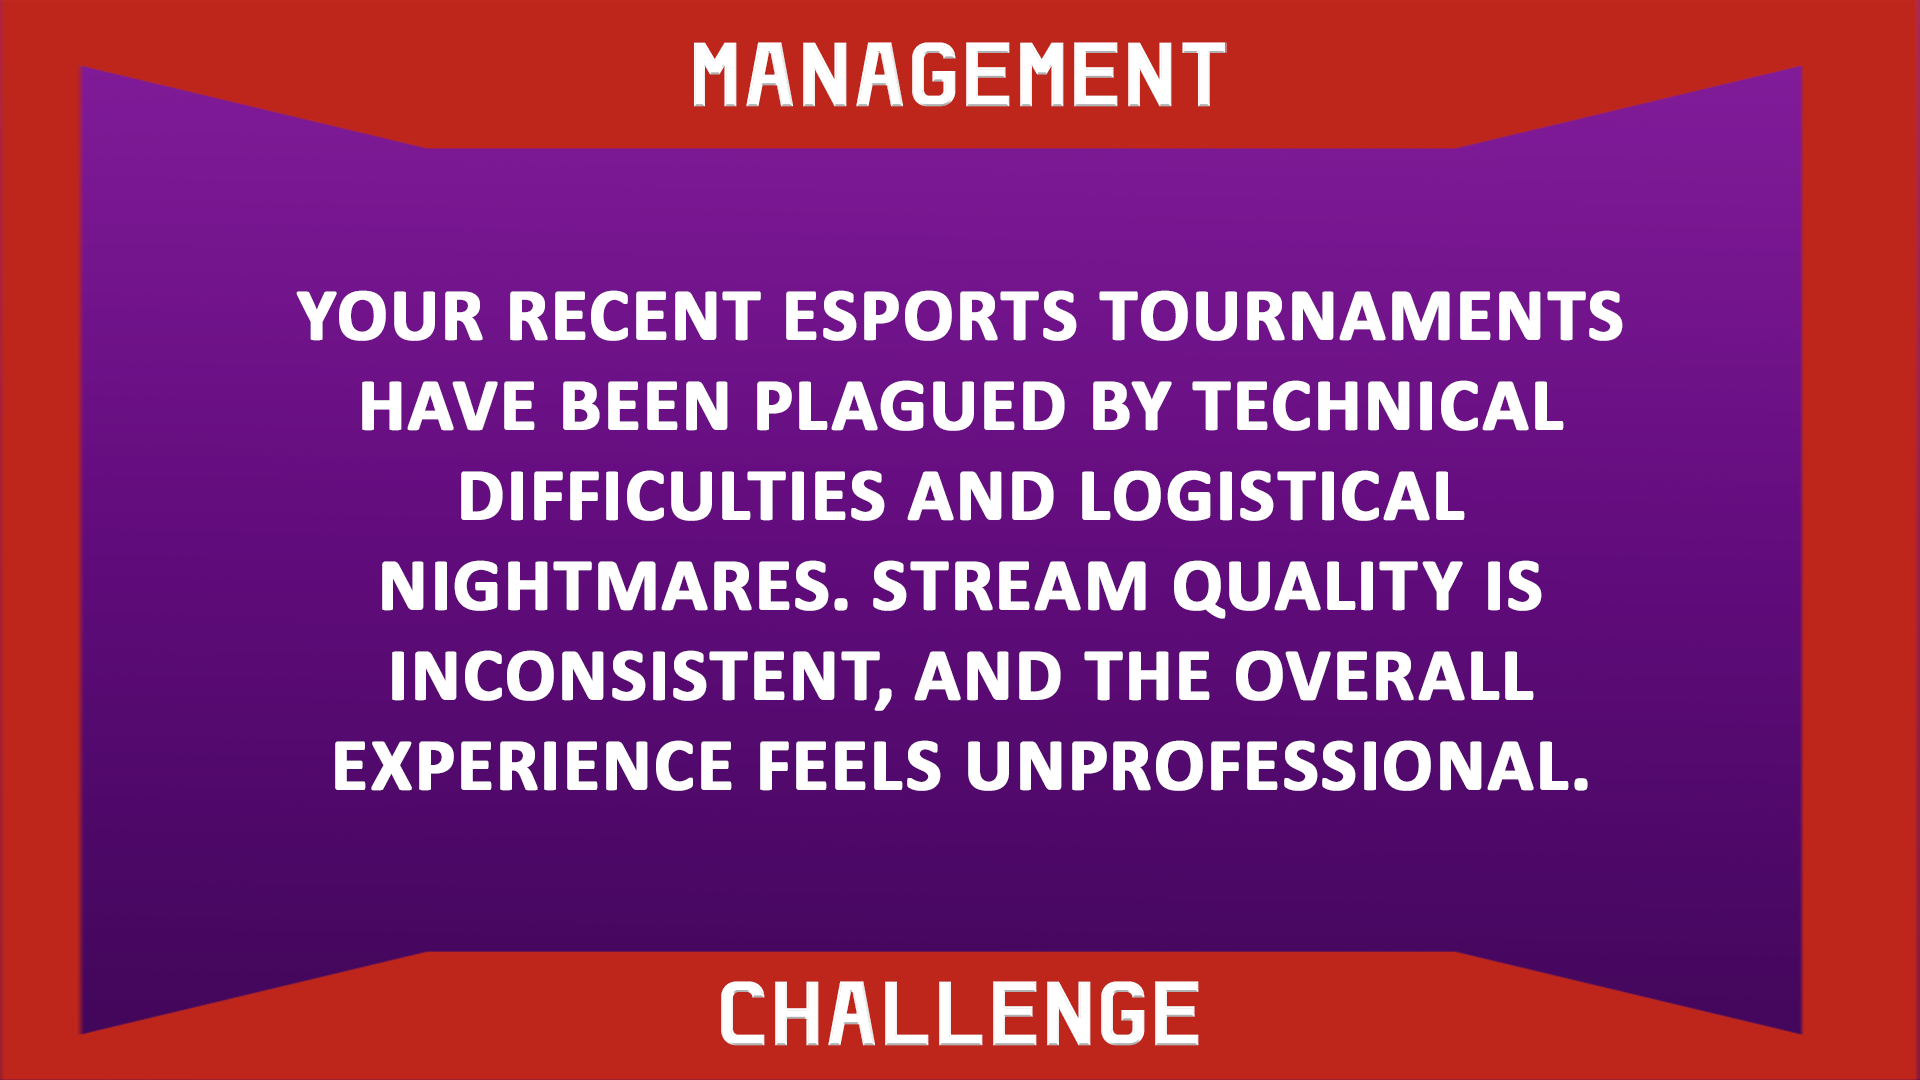 MANAGEMENT
YOUR RECENT ESPORTS TOURNAMENTS
HAVE BEEN PLAGUED BY TECHNICAL
DIFFICULTIES AND LOGISTICAL
NIGHTMARES. STREAM QUALITY IS
INCONSISTENT, AND THE OVERALL
EXPERIENCE FEELS UNPROFESSIONAL.
CHALLENGE